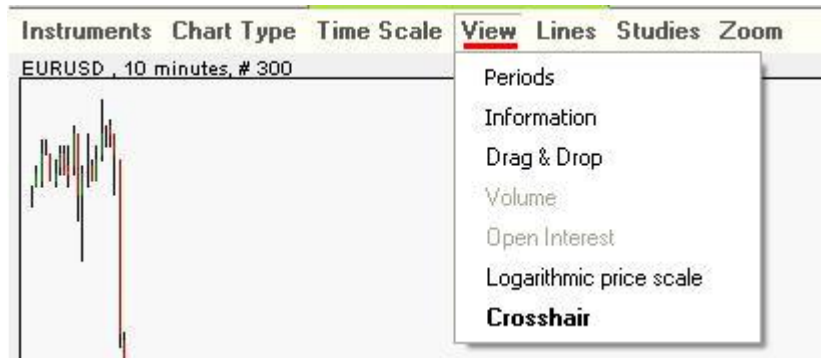 Instruments Chart Type Time Scale View Lines Studies Zoom
EURUSD , 10 minutes, # 300
Periods
Information
Drag & Drop
Volume
Open Interest
Logarithmic price scale
Crosshair